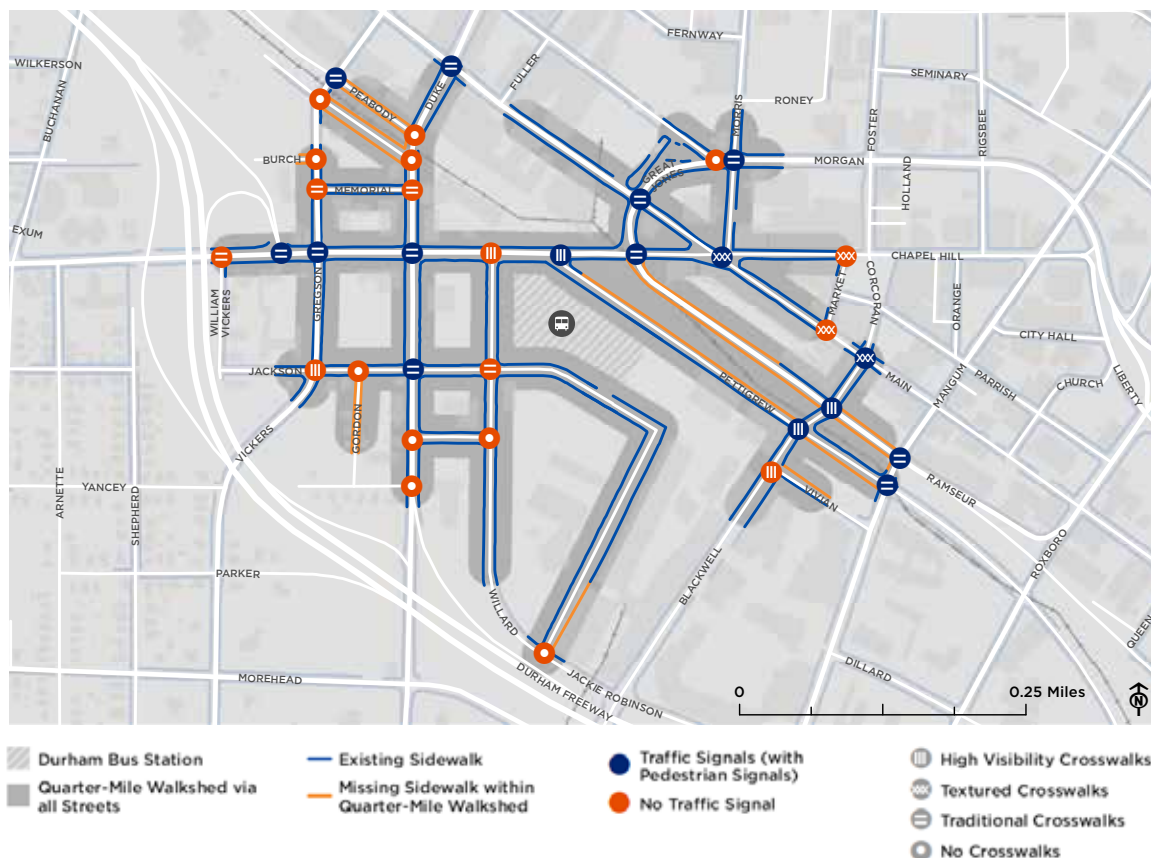 FERNWAY
WILKERSON
BUCHANAN
FULLER
SEMINARY
PEABODY
DUKE
RONEY
MORRIS
FOSTER
RIGSBEE
BURCH
MORGAN
GREAT
JONES
MEMORIAL
HOLLAND
EXUM
CHAPEL HILL
WILLIAM
VICKERS
GREGSON
MARKET
CORCORAN
ORANGE
CITY HALL
JACKSON
MAIN
MANGUM
PARRISH
CHURCH
LIBERTY
PETTIGREW
GORDON
VICKERS
ARNETTE
YANCEY
SHEPHERD
VIVIAN
RAMSEUR
PARKER
BLACKWELL
ROXBORO
WILLARD
QUEEN
DURHAM FREEWAY
JACKIE ROBINSON
DILLARD
MOREHEAD
0
0.25 Miles
N
Durham Bus Station
Quarter-Mile Walkshed via
all Streets
Existing Sidewalk
Missing Sidewalk within
Quarter-Mile Walkshed
Traffic Signals (with
Pedestrian Signals)
No Traffic Signal
High Visibility Crosswalks
Textured Crosswalks
Traditional Crosswalks
No Crosswalks